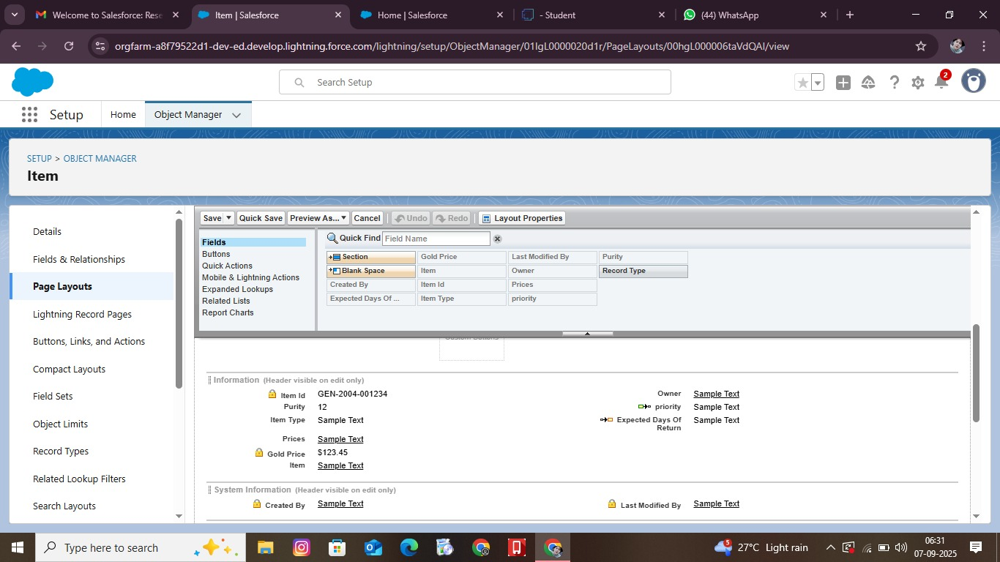 Welcome to Salesforce: Rese
Item | Salesforce
Home | Salesforce
- Student
(44) WhatsApp
orgfarm-a8f79522d1-dev-ed.develop.lightning.force.com/lightning/setup/ObjectManager/01IgL0000020d1r/PageLayouts/00hgL000006taVdQAI/view
Search Setup
2
Setup
Home
Object Manager
SETUP > OBJECT MANAGER
Item
Details
Fields & Relationships
Page Layouts
Lightning Record Pages
Buttons, Links, and Actions
Compact Layouts
Field Sets
Object Limits
Record Types
Related Lookup Filters
Search Layouts
Save
Quick Save
Preview As...
Cancel
Undo
Redo
Layout Properties
Fields
Buttons
Quick Actions
Mobile & Lightning Actions
Expanded Lookups
Related Lists
Report Charts
Quick Find Field Name
Section Gold Price Last Modified By Purity
Blank Space Item Owner Record Type
Created By Item Id Prices
Expected Days Of ... Item Type priority
Custom Buttons
Information (Header visible on edit only)
Item Id GEN-2004-001234 Owner Sample Text
Purity 12 priority Sample Text
Item Type Sample Text Expected Days Of Sample Text
Return
Prices Sample Text
Gold Price $123.45
Item Sample Text
System Information (Header visible on edit only)
Created By Sample Text Last Modified By Sample Text
Type here to search
5
27°C Light rain
06:31
07-09-2025